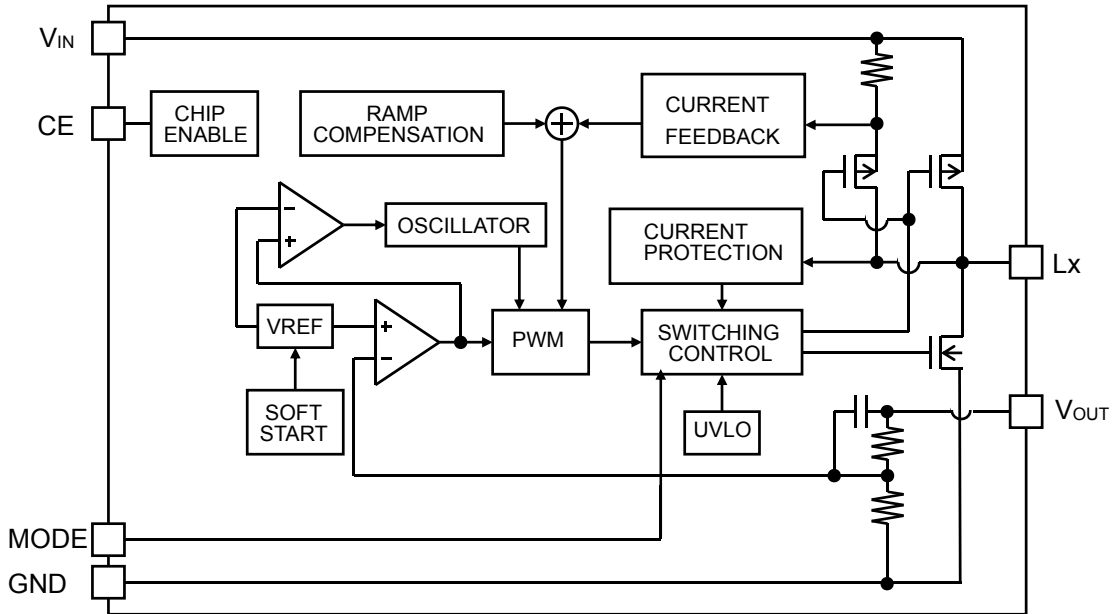 VIN
CE
CHIP
ENABLE
RAMP
COMPENSATION
+
CURRENT
FEEDBACK
−
+
OSCILLATOR
CURRENT
PROTECTION
Lx
VREF
+
−
PWM
SWITCHING
CONTROL
SOFT
START
UVLO
VOUT
MODE
GND